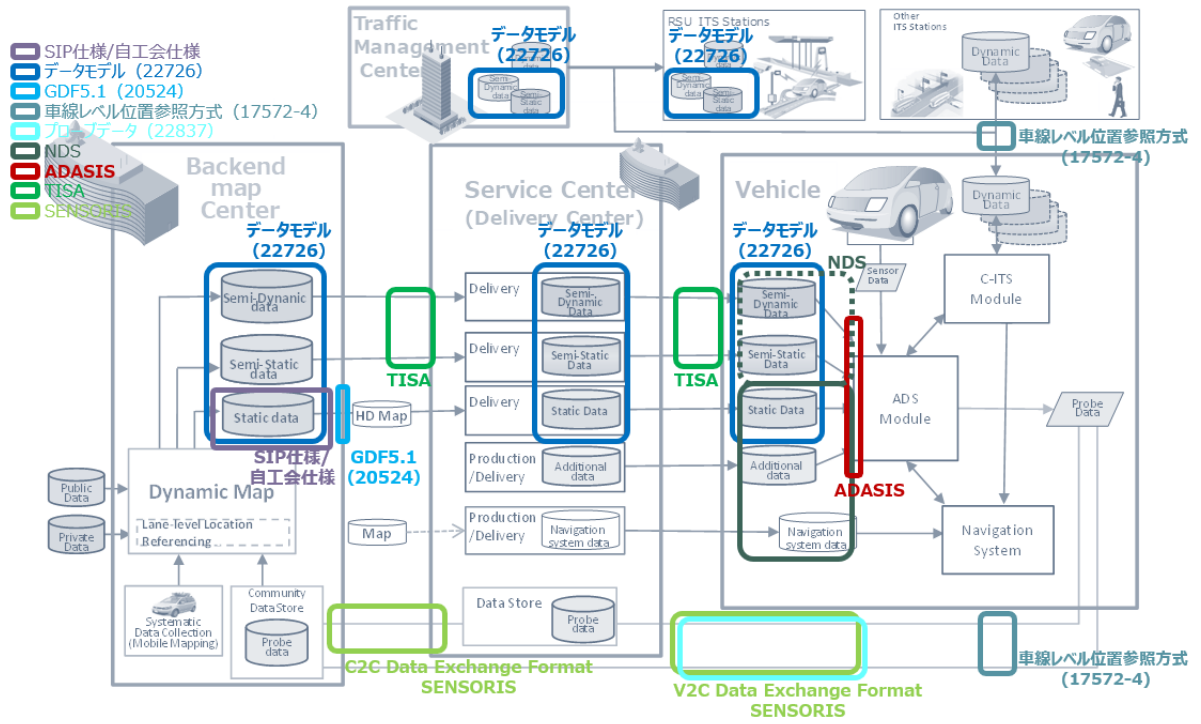 SIP仕様/自工会仕様
データモデル (22726)
GDF5.1 (20524)
車線レベル位置参照方式 (17572-4)
プローブデータ (22837)
NDS
ADASIS
TISA
SENSORIS
Traffic
Management
Center
データモデル
(22726)
Semi-
Dynamic
data
Semi-
Static
data
RSU ITS Stations
データモデル
(22726)
Semi-
Dynamic
data
Semi-
Static
data
Other
ITS Stations
Dynamic
Data
車線レベル位置参照方式
(17572-4)
Backend
map
Center
データモデル
(22726)
Semi-Dynanic
data
Semi-Static
data
Static data
SIP仕様/
自工会仕様
GDF5.1
(20524)
HD Map
Map
Public
Data
Private
Data
Dynamic Map
Lane-level Location
Referencing
Systematic
Data Collection
(Mobile Mapping)
Community
Data Store
Probe
data
TISA
C2C Data Exchange Format
SENSORIS
Service Center
(Delivery Center)
データモデル
(22726)
Delivery
Semi-
Dynamic
Data
Delivery
Semi-Static
Data
Delivery
Static Data
Production
/Delivery
Additional
data
Production
/Delivery
Navigation
system data
Data Store
Probe
data
TISA
V2C Data Exchange Format
SENSORIS
Vehicle
データモデル
(22726)
NDS
Semi-
Dynamic
Data
Semi-Static
Data
Static Data
Additional
data
Navigation
system data
Sensor
Data
Dynamic
Data
C-ITS
Module
ADS
Module
ADASIS
Navigation
System
Probe
Data
車線レベル位置参照方式
(17572-4)